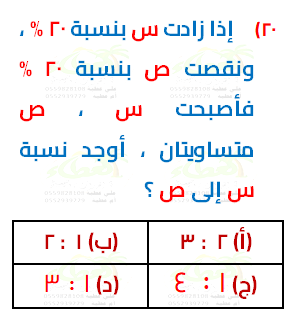 ٢٠) إذا زادت س بنسبة ٢٠ % ،
ونقصت ص بنسبة ٢٠ %
فأصبحت س ، ص
متساويتان ، أوجد نسبة
س إلى ص ؟
(أ) ٢ : ٣
(ب) ١ : ٢
(ج) ١ : ٤
(د) ١ : ٣